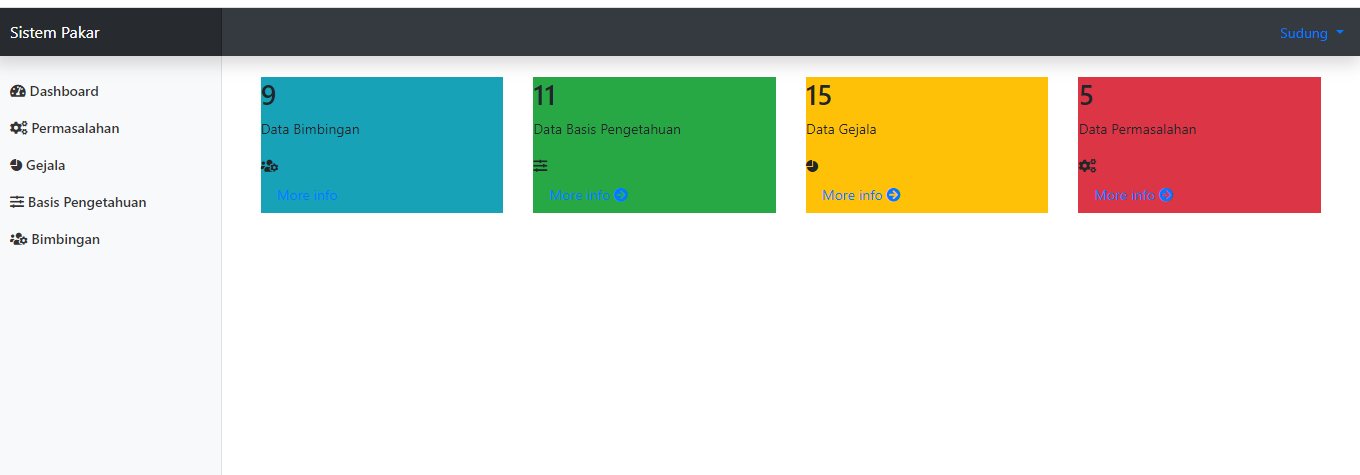 Sistem Pakar
Sudung
Dashboard
Permasalahan
Gejala
Basis Pengetahuan
Bimbingan
9
Data Bimbingan
More info
11
Data Basis Pengetahuan
More info
15
Data Gejala
More info
5
Data Permasalahan
More info